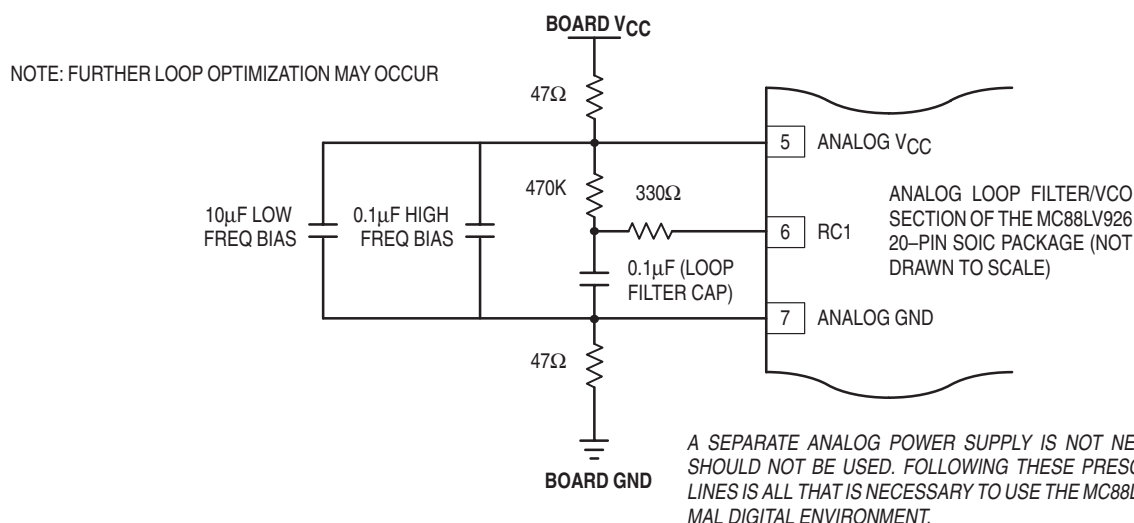 BOARD VCC
NOTE: FURTHER LOOP OPTIMIZATION MAY OCCUR
47Ω
5 ANALOG VCC
470K
330Ω
10µF LOW
FREQ BIAS
0.1µF HIGH
FREQ BIAS
6 RC1
ANALOG LOOP FILTER/VCO
SECTION OF THE MC88LV926
20–PIN SOIC PACKAGE (NOT
DRAWN TO SCALE)
0.1µF (LOOP
FILTER CAP)
7 ANALOG GND
47Ω
BOARD GND
A SEPARATE ANALOG POWER SUPPLY IS NOT NE
SHOULD NOT BE USED. FOLLOWING THESE PRESC
LINES IS ALL THAT IS NECESSARY TO USE THE MC88L
MAL DIGITAL ENVIRONMENT.